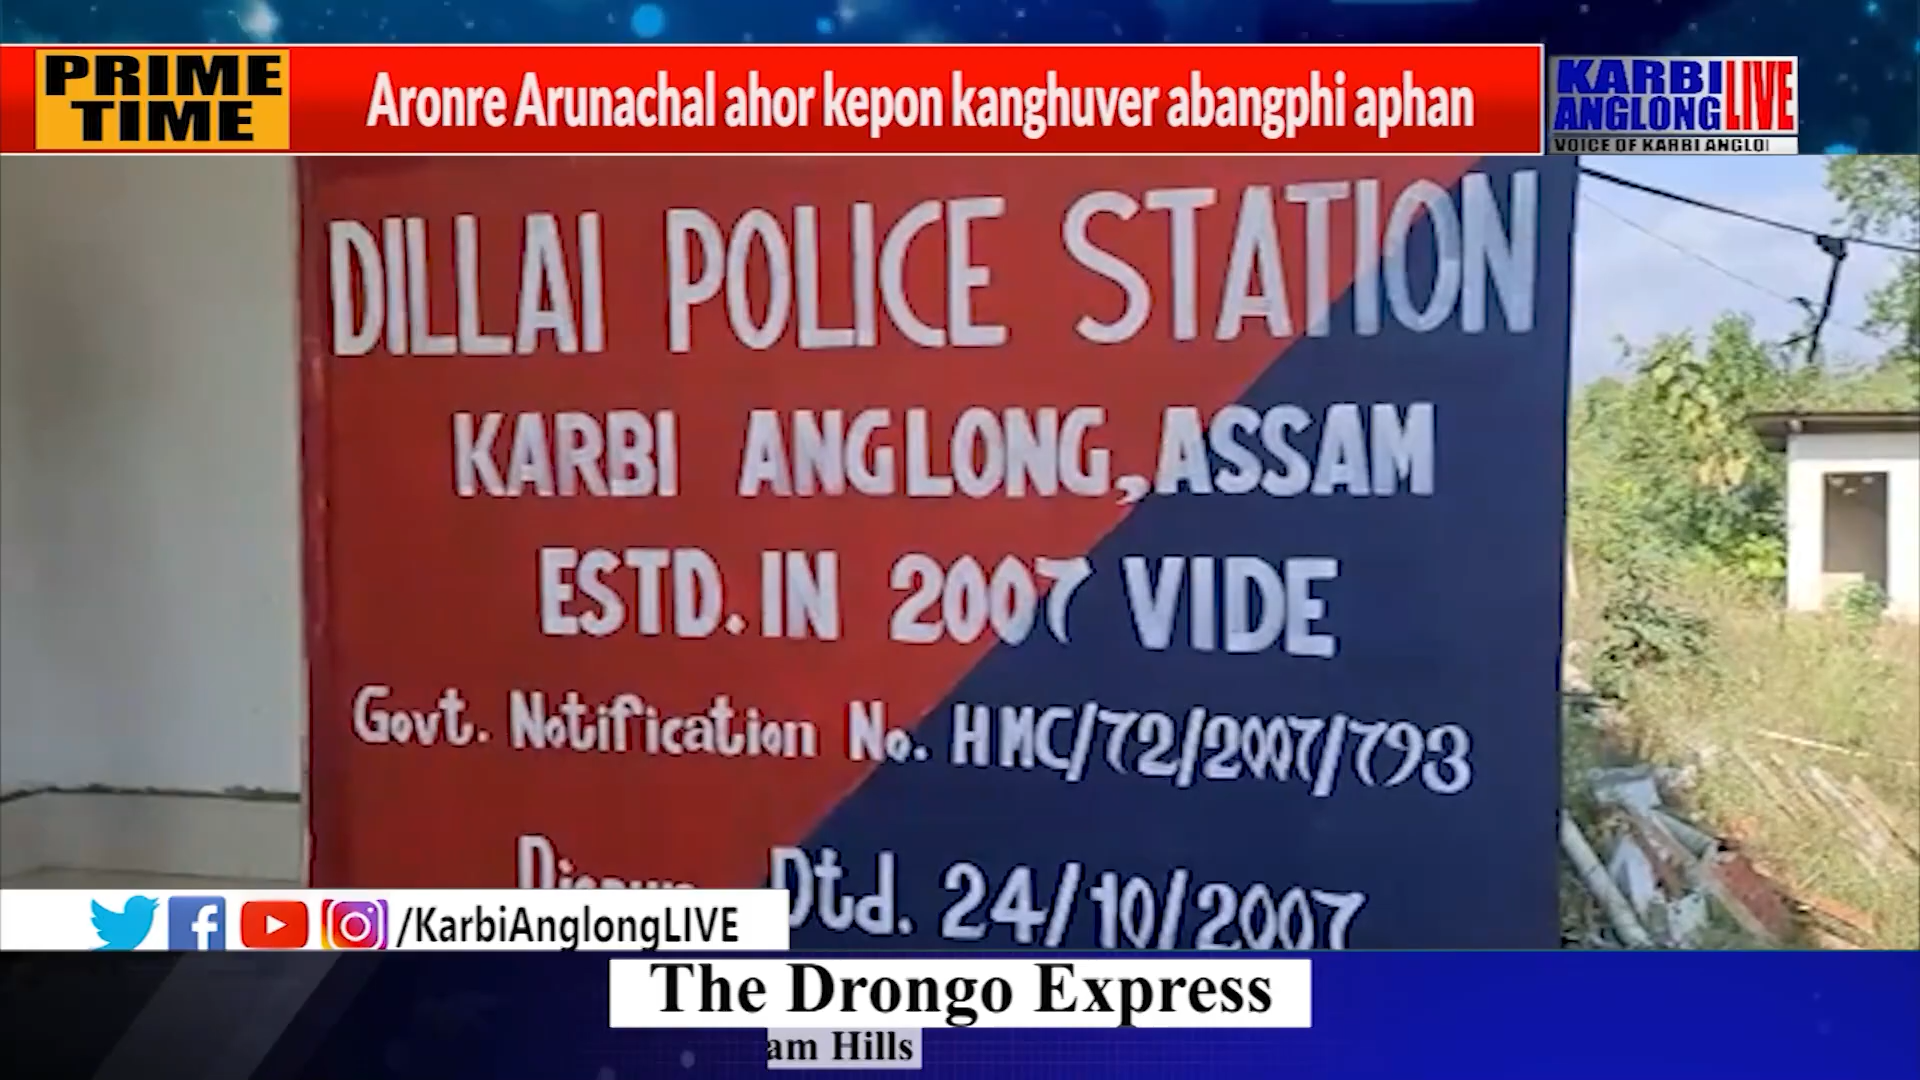 PRIME
TIME
Aronre Arunachal ahor kepon kanghuver abangphi aphan
KARBI
ANGLONG LIVE
VOICE OF KARBI ANGLO
DILLAI POLICE STATION
KARBI ANGLONG, ASSAM
ESTD. IN 2007 VIDE
Govt. Notification No. HMC/72/2007/793
Dtd. 24/10/2007
/KarbiAnglongLIVE
The Drongo Express
am Hills